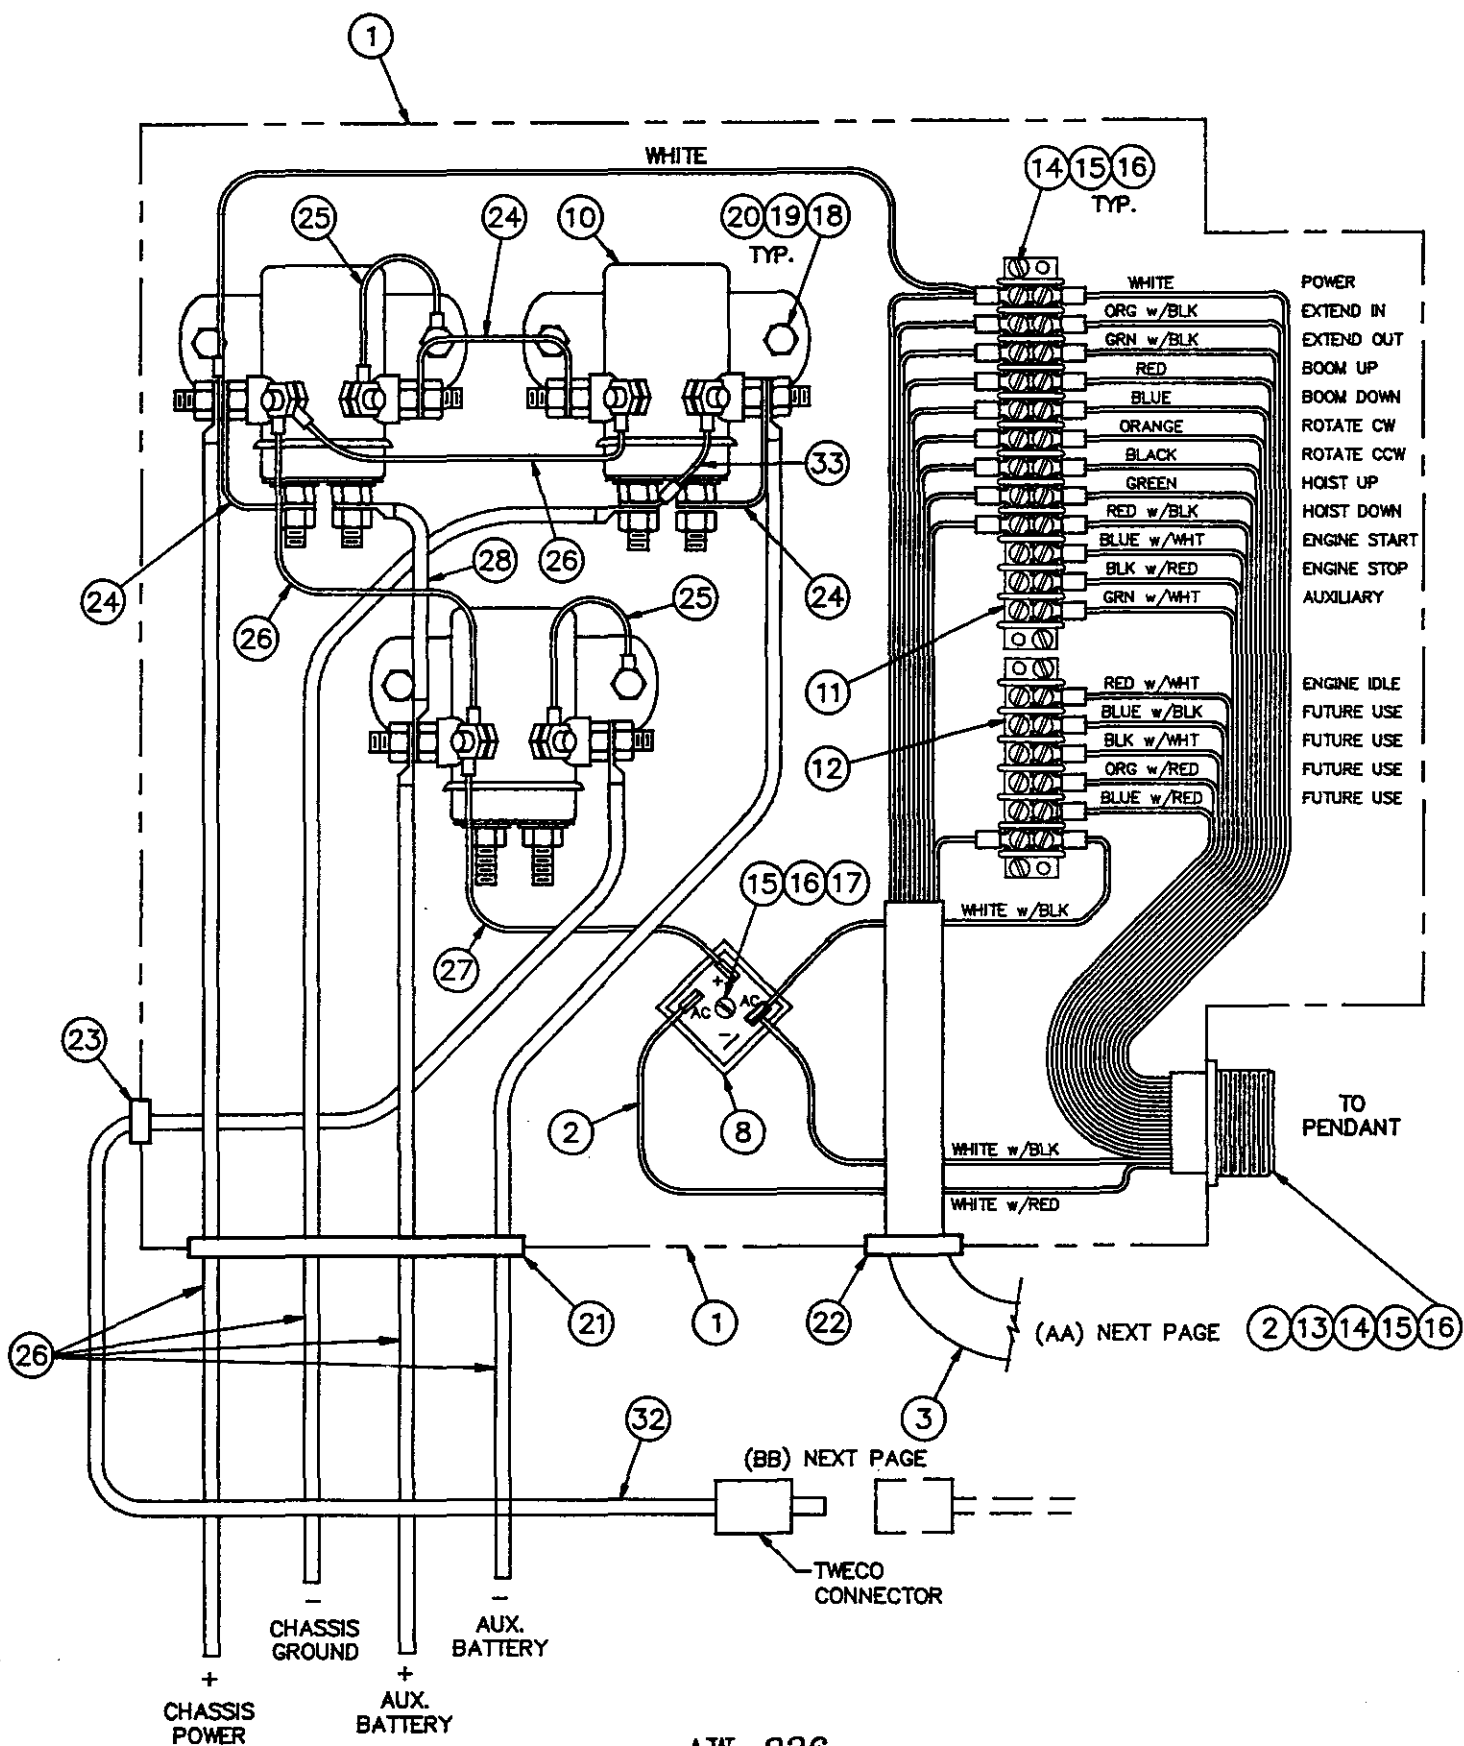 1
WHITE
14 15 16
TYP.
25
24
10
20 19 18
TYP.
WHITE POWER
ORG w/BLK EXTEND IN
GRN w/BLK EXTEND OUT
RED BOOM UP
BLUE BOOM DOWN
ORANGE ROTATE CW
BLACK ROTATE CCW
GREEN HOIST UP
RED w/BLK HOIST DOWN
BLUE w/WHT ENGINE START
BLK w/RED ENGINE STOP
GRN w/WHT AUXILIARY
33
24
26
28
26
25
24
11
RED w/WHT ENGINE IDLE
BLUE w/BLK FUTURE USE
BLK w/WHT FUTURE USE
ORG w/RED FUTURE USE
BLUE w/RED FUTURE USE
12
15 16 17
WHITE w/BLK
27
+
AC
AC
−
23
2
8
TO
PENDANT
WHITE w/BLK
WHITE w/RED
21
1
22
(AA) NEXT PAGE
2 13 14 15 16
26
3
32
(BB) NEXT PAGE
TWECO
CONNECTOR
−
CHASSIS
GROUND
−
AUX.
BATTERY
+
CHASSIS
POWER
+
AUX.
BATTERY